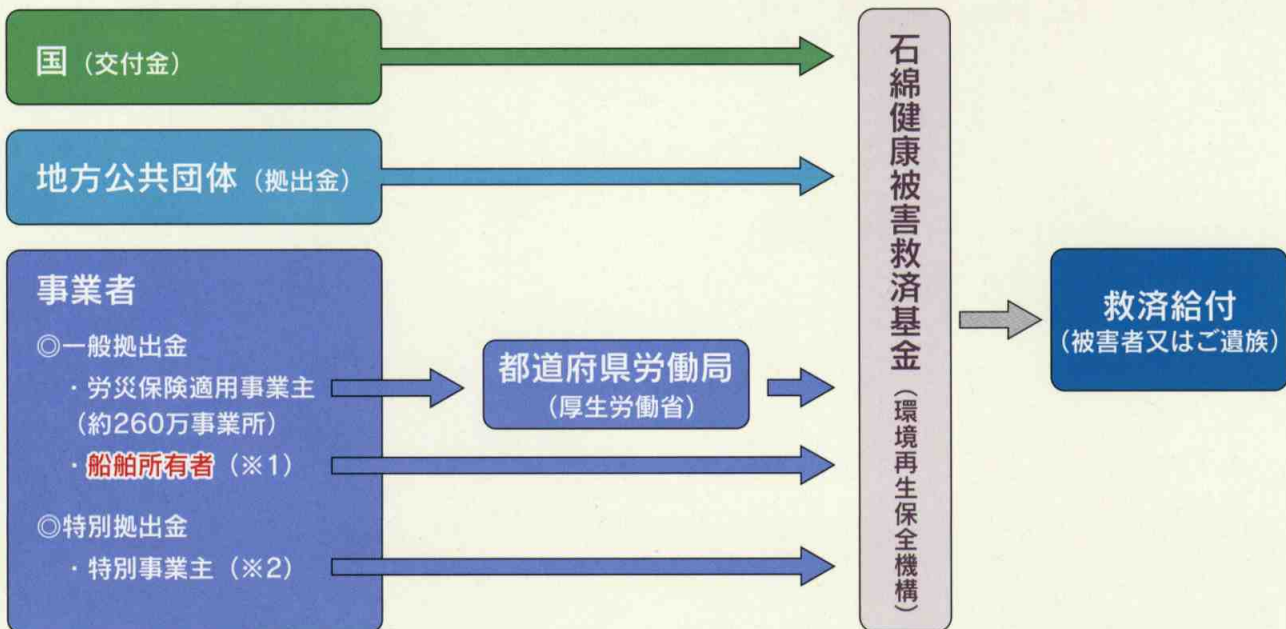 国（交付金）
地方公共団体（拠出金）
事業者
◎一般拠出金
・労災保険適用事業主
（約260万事業所）
・船舶所有者（※1）
◎特別拠出金
・特別事業主（※2）
都道府県労働局
（厚生労働省）
石綿健康被害救済基金（環境再生保全機構）
救済給付
（被害者又はご遺族）